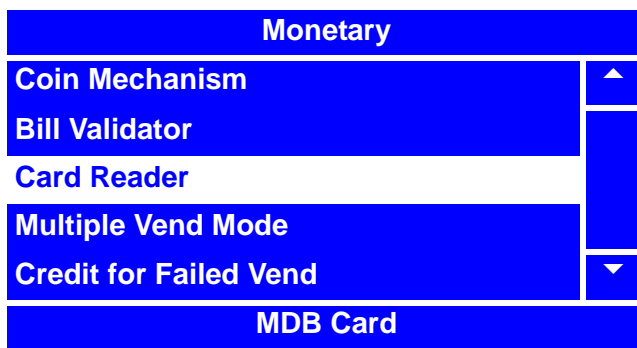 Monetary
Coin Mechanism
Bill Validator
Card Reader
Multiple Vend Mode
Credit for Failed Vend
MDB Card